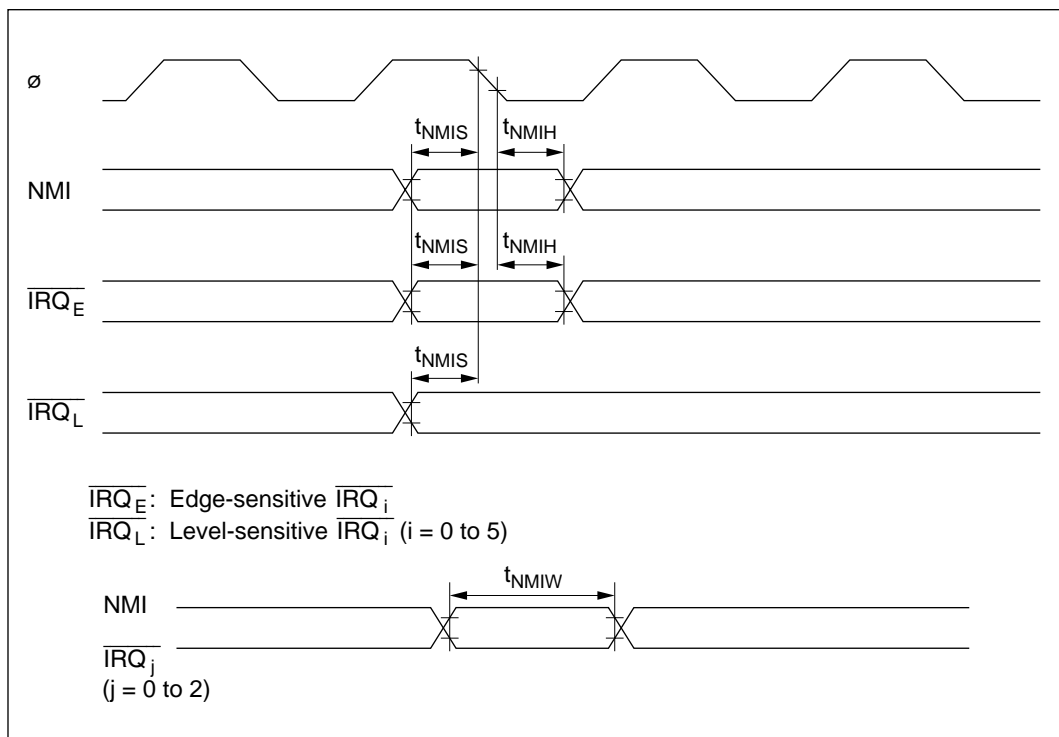 ø
tNMIS tNMIH
NMI
tNMIS tNMIH
IRQE
tNMIS
IRQL
IRQE: Edge-sensitive IRQi
IRQL: Level-sensitive IRQi (i = 0 to 5)
tNMIW
NMI
IRQj
(j = 0 to 2)